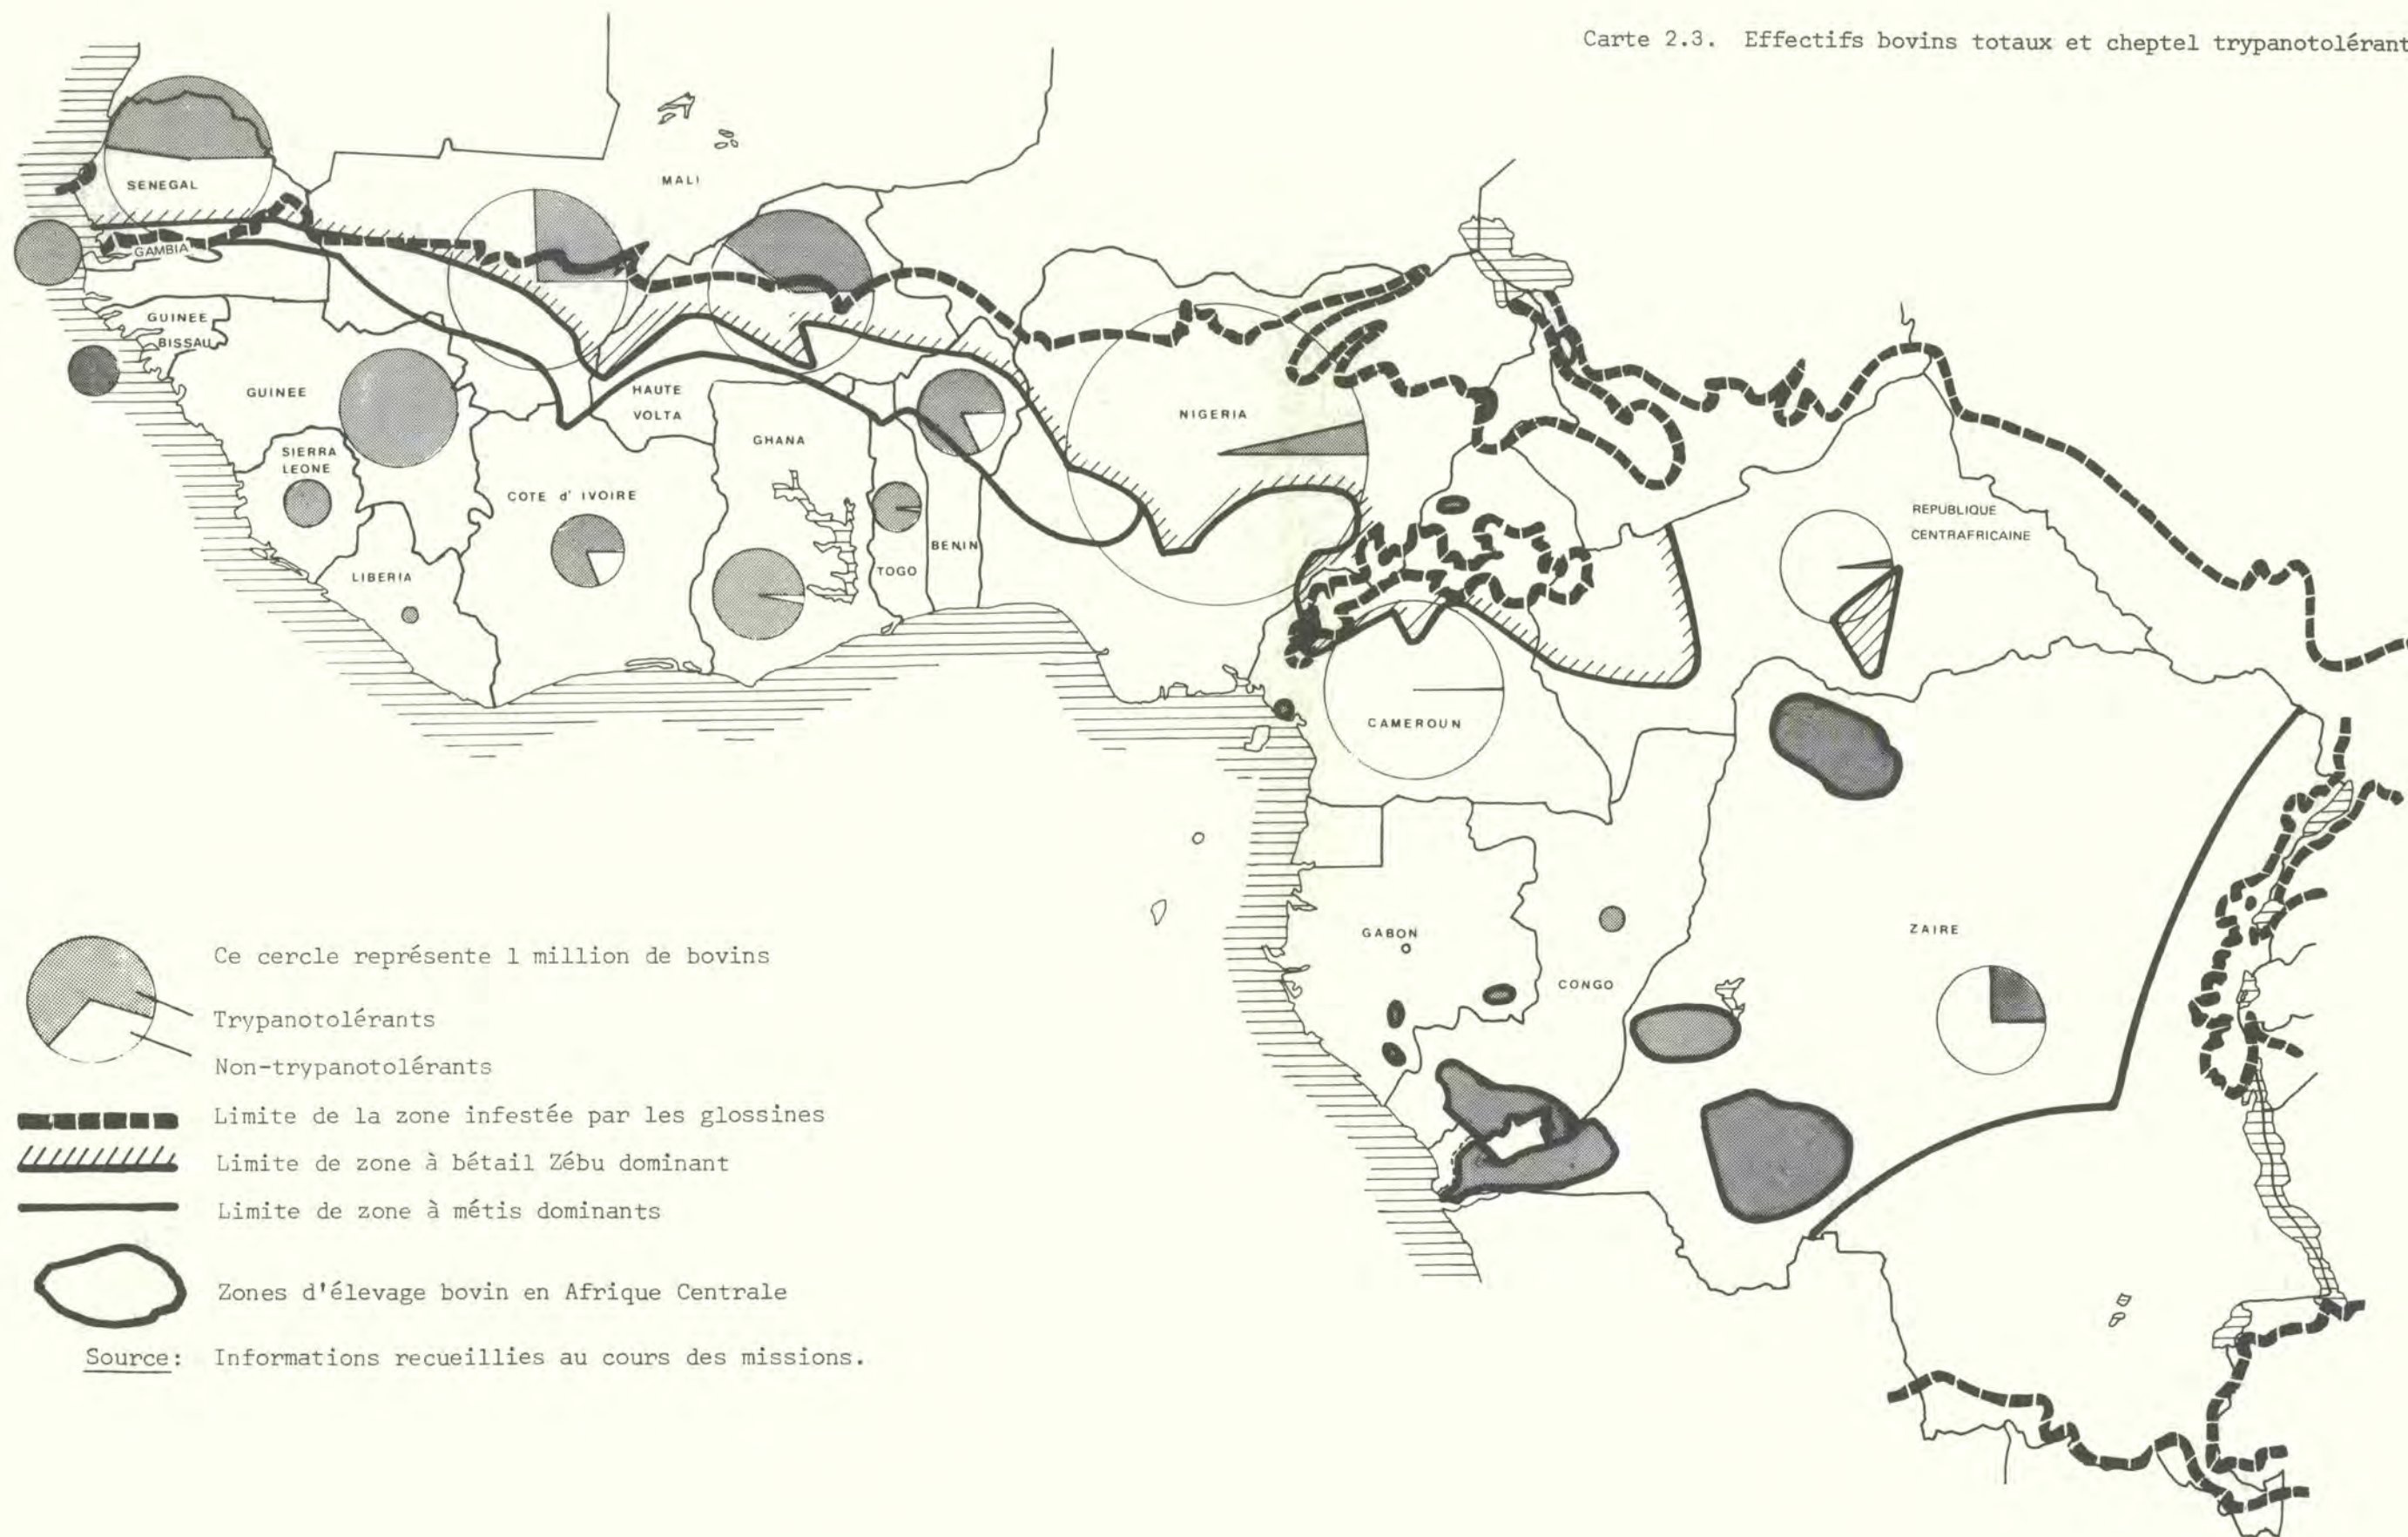 Carte 2.3. Effectifs bovins totaux et cheptel trypanotolérant
SENEGAL
MALI
GAMBIA
GUINEE
BISSAU
GUINEE
HAUTE
VOLTA
NIGERIA
GHANA
SIERRA
LEONE
COTE d' IVOIRE
REPUBLIQUE
CENTRAFRICAINE
BENIN
TOGO
LIBERIA
CAMEROUN
GABON
ZAIRE
CONGO
Ce cercle représente 1 million de bovins
Trypanotolérants
Non-trypanotolérants
Limite de la zone infestée par les glossines
Limite de zone à bétail Zébu dominant
Limite de zone à métis dominants
Zones d'élevage bovin en Afrique Centrale
Source: Informations recueillies au cours des missions.